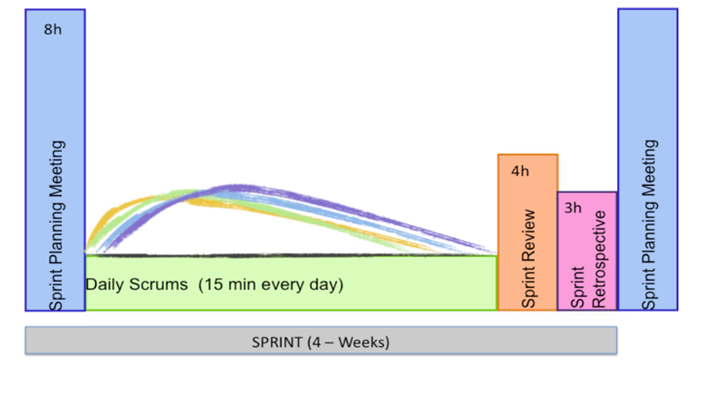 8h
Sprint Planning Meeting
Daily Scrums (15 min every day)
4h
Sprint Review
3h
Sprint
Retrospective
Sprint Planning Meeting
SPRINT (4 – Weeks)